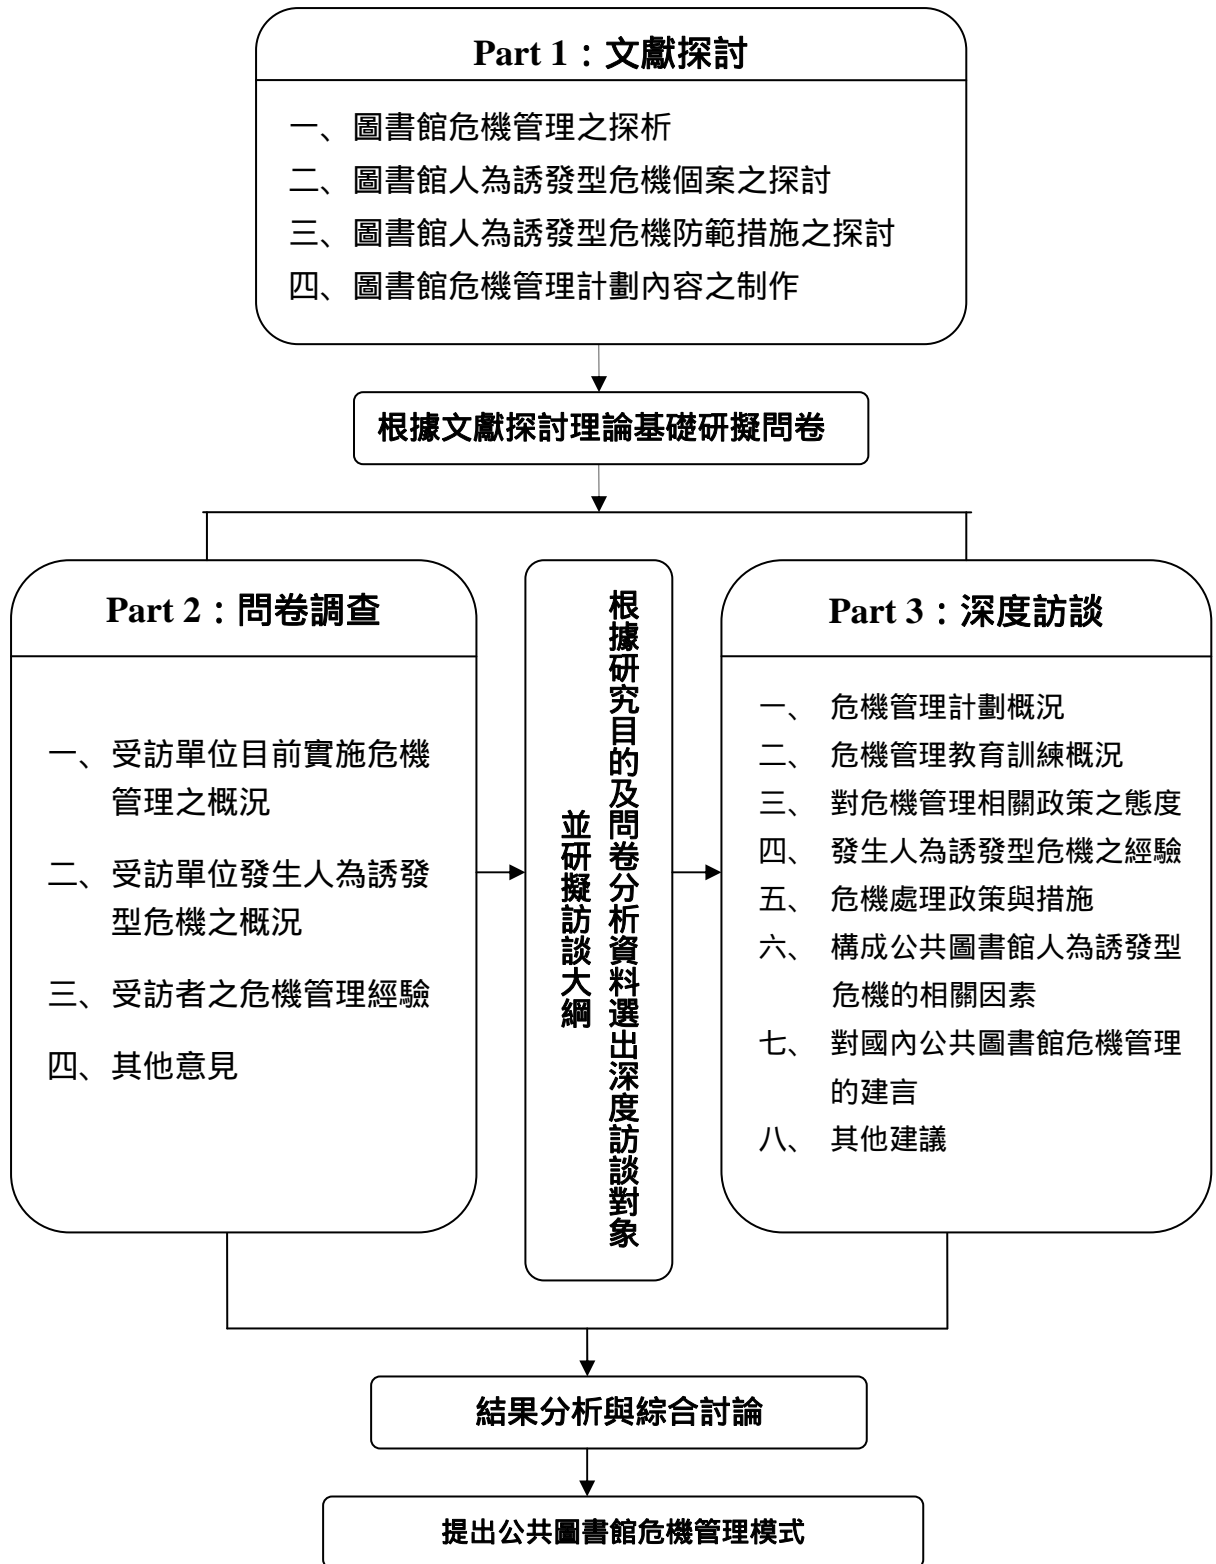 Part 1：文獻探討
一、圖書館危機管理之探析
二、圖書館人為誘發型危機個案之探討
三、圖書館人為誘發型危機防範措施之探討
四、圖書館危機管理計劃內容之制作
根據文獻探討理論基礎研擬問卷
Part 2：問卷調查
一、受訪單位目前實施危機
管理之概況
二、受訪單位發生人為誘發
型危機之概況
三、受訪者之危機管理經驗
四、其他意見
根據研究目的及問卷分析資料選出深度訪談對象
並研擬訪談大綱
Part 3：深度訪談
一、 危機管理計劃概況
二、 危機管理教育訓練概況
三、 對危機管理相關政策之態度
四、 發生人為誘發型危機之經驗
五、 危機處理政策與措施
六、 構成公共圖書館人為誘發型
危機的相關因素
七、 對國內公共圖書館危機管理
的建言
八、 其他建議
結果分析與綜合討論
提出公共圖書館危機管理模式